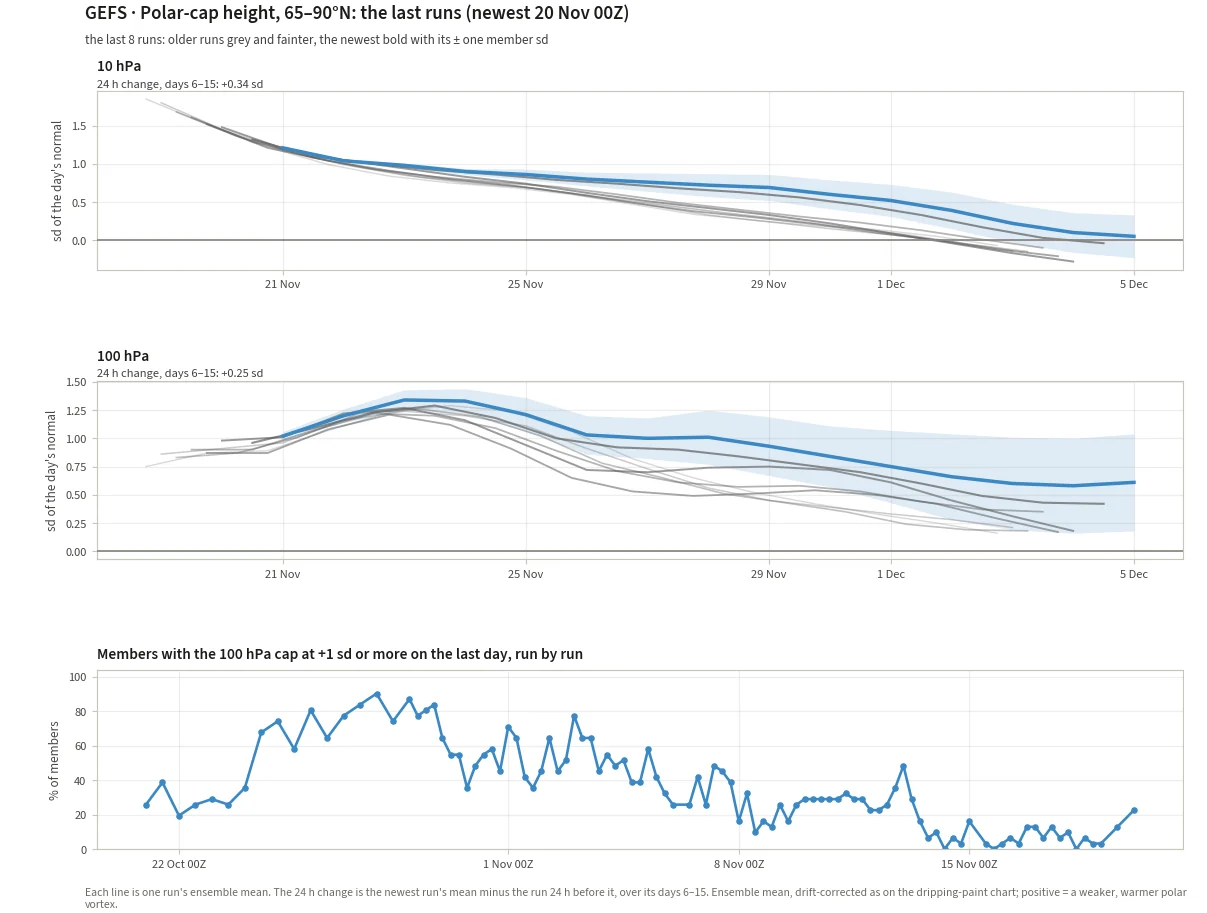 GEFS · Polar-cap height, 65–90°N: the last runs (newest 20 Nov 00Z)
the last 8 runs: older runs grey and fainter, the newest bold with its ± one member sd
10 hPa
24 h change, days 6–15: +0.34 sd
sd of the day's normal
1.5
1.0
0.5
0.0
21 Nov
25 Nov
29 Nov
1 Dec
5 Dec
100 hPa
24 h change, days 6–15: +0.25 sd
sd of the day's normal
1.50
1.25
1.00
0.75
0.50
0.25
0.00
21 Nov
25 Nov
29 Nov
1 Dec
5 Dec
Members with the 100 hPa cap at +1 sd or more on the last day, run by run
% of members
100
80
60
40
20
0
22 Oct 00Z
1 Nov 00Z
8 Nov 00Z
15 Nov 00Z
Each line is one run's ensemble mean. The 24 h change is the newest run's mean minus the run 24 h before it, over its days 6–15. Ensemble mean, drift-corrected as on the dripping-paint chart; positive = a weaker, warmer polar
vortex.